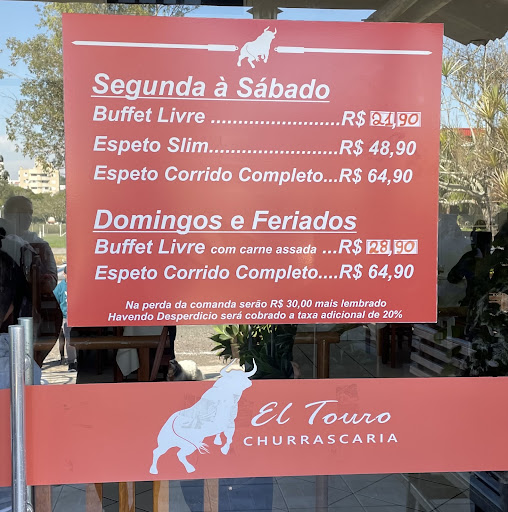 Segunda à Sábado
Buffet Livre ...........................R$ 21,90
Espeto Slim...........................R$ 48,90
Espeto Corrido Completo...R$ 64,90
Domingos e Feriados
Buffet Livre com carne assada ...R$ 28,90
Espeto Corrido Completo....R$ 64,90
Na perda da comanda serão R$ 30,00 mais lembrado
Havendo Desperdício será cobrado a taxa adicional de 20%
El Touro
CHURRASCARIA